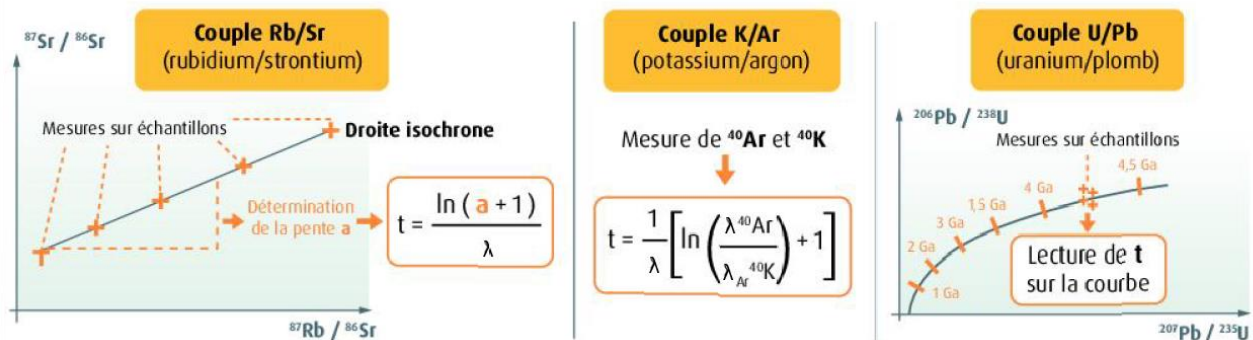 Couple Rb/Sr
(rubidium/strontium)
⁸⁷Sr / ⁸⁶Sr
Mesures sur échantillons
Droite isochrone
Détermination
de la pente a
t = ln ( a + 1) / λ
⁸⁷Rb / ⁸⁶Sr
Couple K/Ar
(potassium/argon)
Mesure de ⁴⁰Ar et ⁴⁰K
t = 1/λ [ ln ( λ⁴⁰Ar / λ_Ar⁴⁰K ) + 1 ]
Couple U/Pb
(uranium/plomb)
²⁰⁶Pb / ²³⁸U
Mesures sur échantillons
4,5 Ga
4 Ga
1,5 Ga
3 Ga
2 Ga
1 Ga
Lecture de t
sur la courbe
²⁰⁷Pb / ²³⁵U